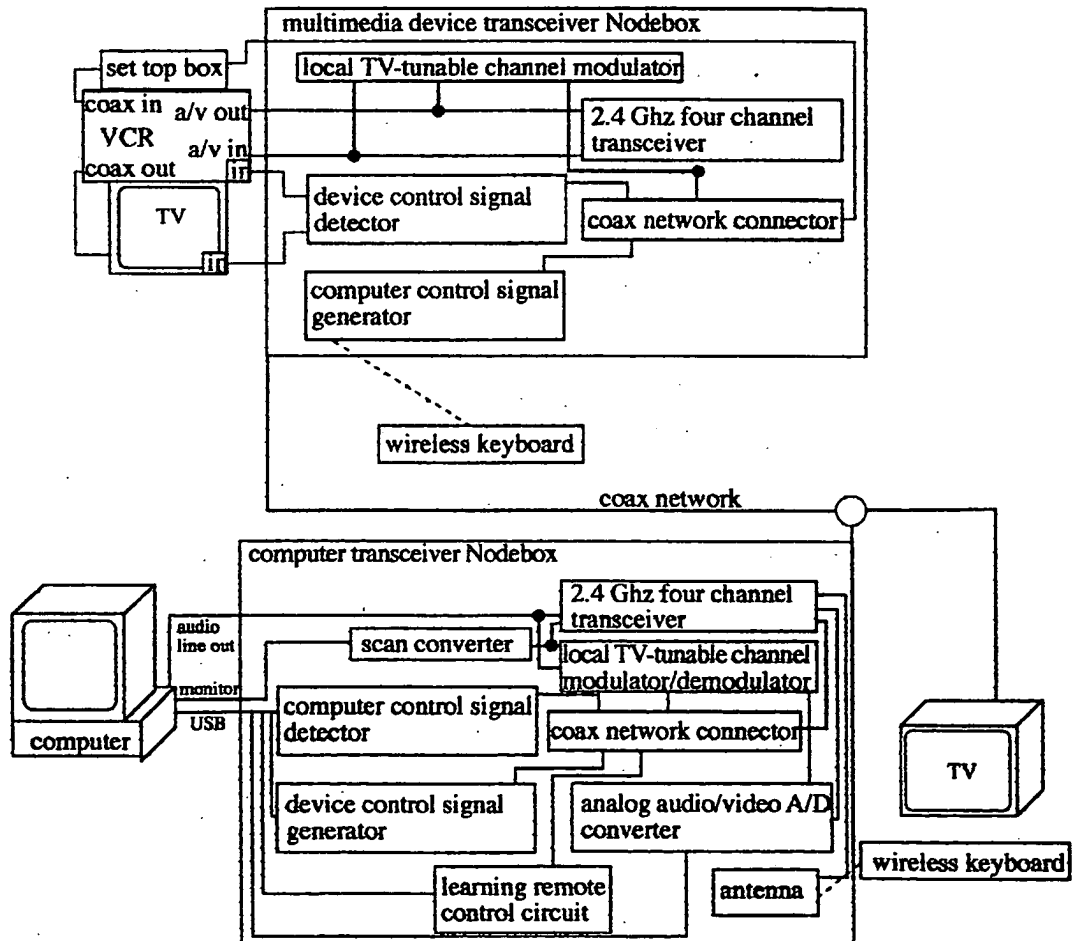 multimedia device transceiver Nodebox
set top box
local TV-tunable channel modulator
coax in
a/v out
VCR
a/v in
coax out
ir
2.4 Ghz four channel
transceiver
TV
ir
device control signal
detector
coax network connector
computer control signal
generator
wireless keyboard
coax network
computer transceiver Nodebox
2.4 Ghz four channel
transceiver
audio
line out
scan converter
local TV-tunable channel
modulator/demodulator
monitor
USB
computer control signal
detector
coax network connector
computer
TV
device control signal
generator
analog audio/video A/D
converter
wireless keyboard
learning remote
control circuit
antenna